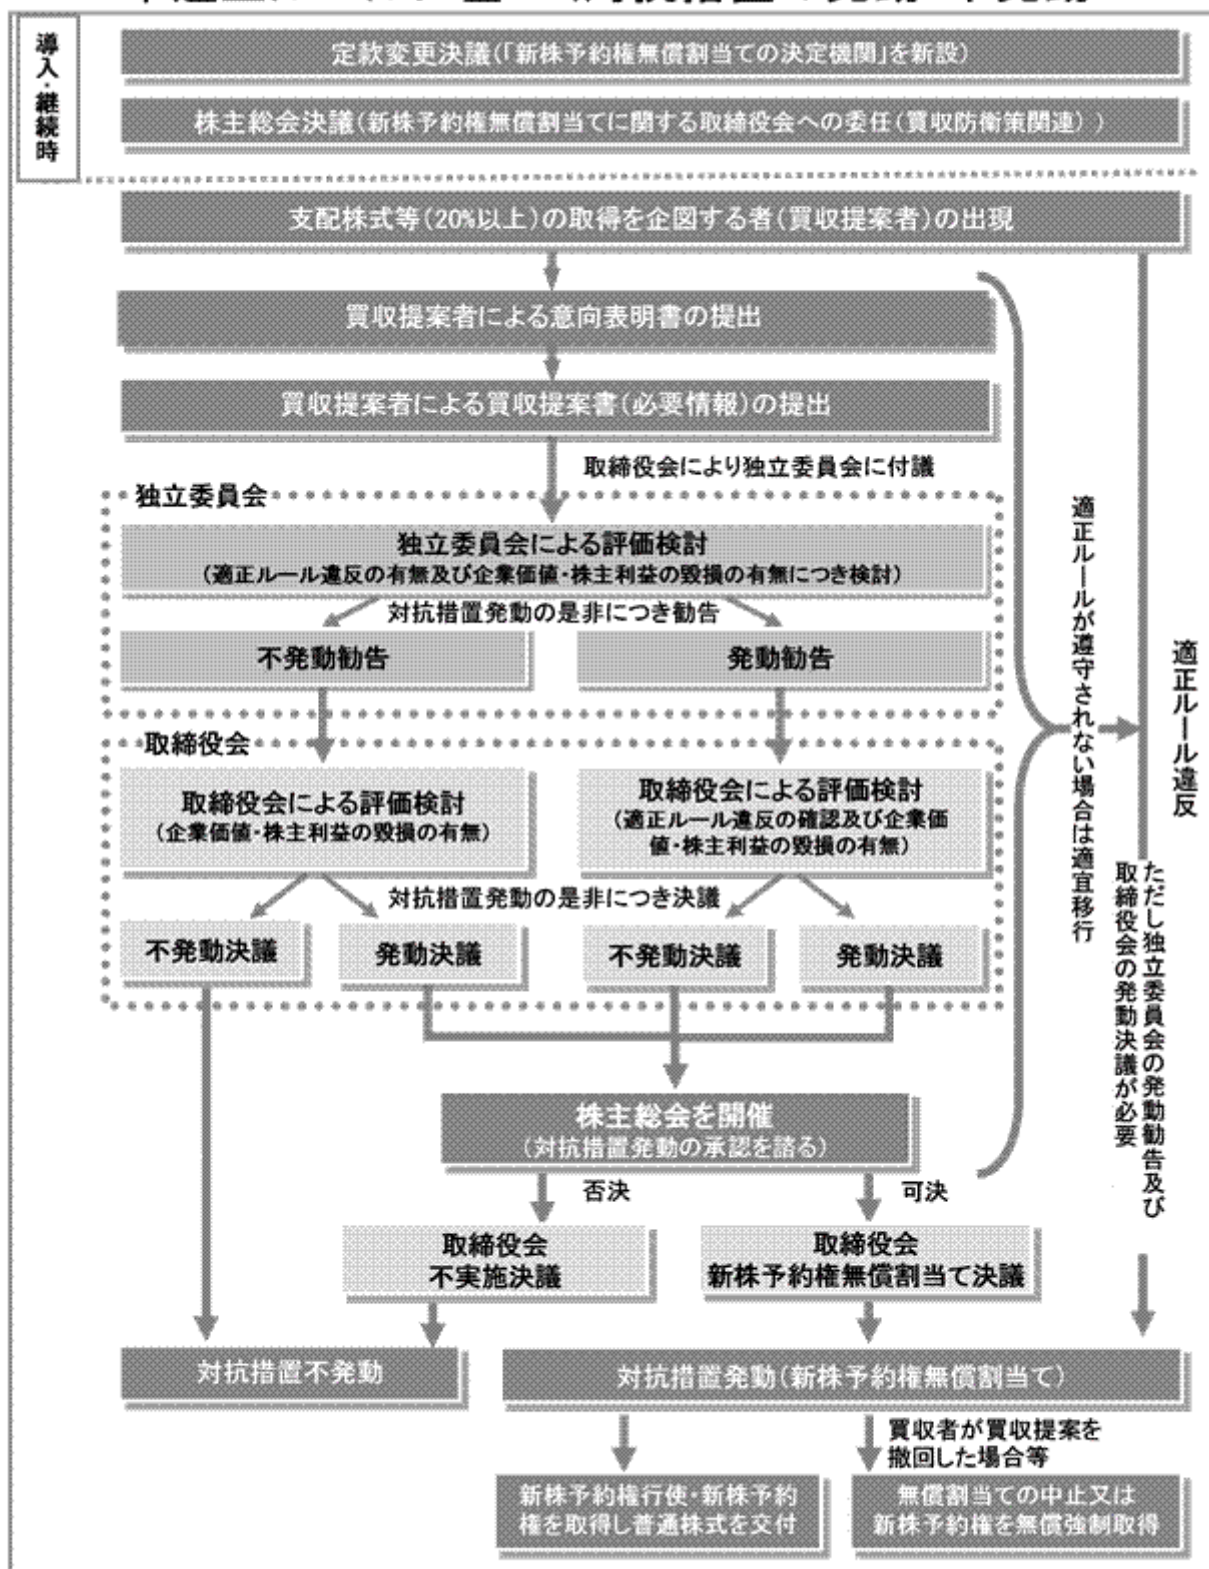 導入・継続時
定款変更決議(「新株予約権無償割当ての決定機関」を新設)
株主総会決議(新株予約権無償割当てに関する取締役会への委任(買収防衛策関連))
支配株式等(20%以上)の取得を企図する者(買収提案者)の出現
買収提案者による意向表明書の提出
買収提案者による買収提案書(必要情報)の提出
取締役会により独立委員会に付議
独立委員会
独立委員会による評価検討
(適正ルール違反の有無及び企業価値・株主利益の毀損の有無につき検討)
対抗措置発動の是非につき勧告
不発動勧告
発動勧告
取締役会
取締役会による評価検討
(企業価値・株主利益の毀損の有無)
取締役会による評価検討
(適正ルール違反の確認及び企業価
値・株主利益の毀損の有無)
対抗措置発動の是非につき決議
不発動決議
発動決議
不発動決議
発動決議
株主総会を開催
(対抗措置発動の承認を諮る)
否決
可決
取締役会
不実施決議
取締役会
新株予約権無償割当て決議
適正ルールが遵守されない場合は適宜移行
適正ルール違反
ただし独立委員会の発動勧告及び
取締役会の発動決議が必要
対抗措置不発動
対抗措置発動(新株予約権無償割当て)
買収者が買収提案を
撤回した場合等
新株予約権行使・新株予約
権を取得し普通株式を交付
無償割当ての中止又は
新株予約権を無償強制取得